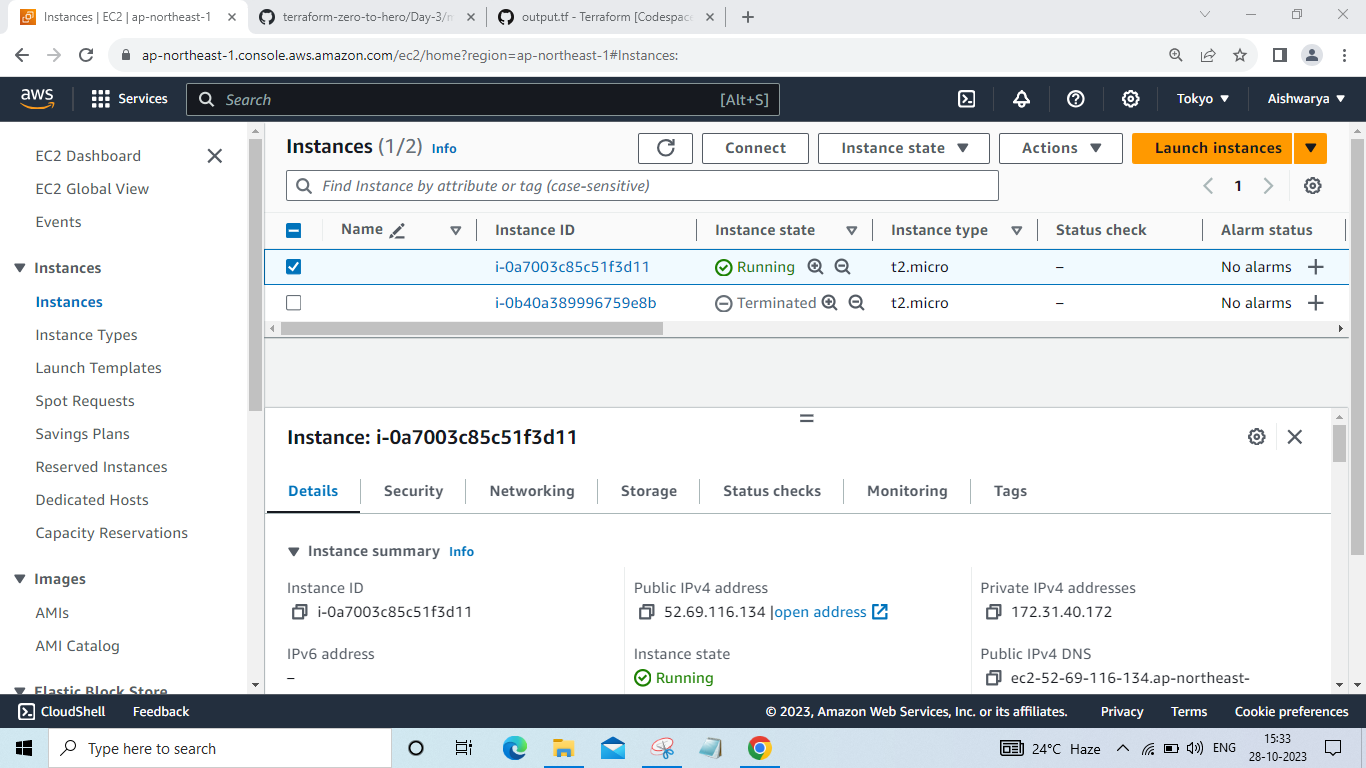 Instances | EC2 | ap-northeast-1
terraform-zero-to-hero/Day-3/
output.tf - Terraform [Codespac
ap-northeast-1.console.aws.amazon.com/ec2/home?region=ap-northeast-1#Instances:
aws
Services
Search
[Alt+S]
Tokyo
Aishwarya
EC2 Dashboard
EC2 Global View
Events
Instances
Instances
Instance Types
Launch Templates
Spot Requests
Savings Plans
Reserved Instances
Dedicated Hosts
Capacity Reservations
Images
AMIs
AMI Catalog
Elastic Block Store
Instances (1/2) Info
Connect
Instance state
Actions
Launch instances
Find Instance by attribute or tag (case-sensitive)
1
Name Instance ID Instance state Instance type Status check Alarm status
i-0a7003c85c51f3d11 Running t2.micro – No alarms
i-0b40a389996759e8b Terminated t2.micro – No alarms
Instance: i-0a7003c85c51f3d11
Details Security Networking Storage Status checks Monitoring Tags
Instance summary Info
Instance ID
i-0a7003c85c51f3d11
Public IPv4 address
52.69.116.134 |open address
Private IPv4 addresses
172.31.40.172
IPv6 address
–
Instance state
Running
Public IPv4 DNS
ec2-52-69-116-134.ap-northeast-
CloudShell Feedback
© 2023, Amazon Web Services, Inc. or its affiliates. Privacy Terms Cookie preferences
Type here to search
24°C Haze
ENG
15:33
28-10-2023